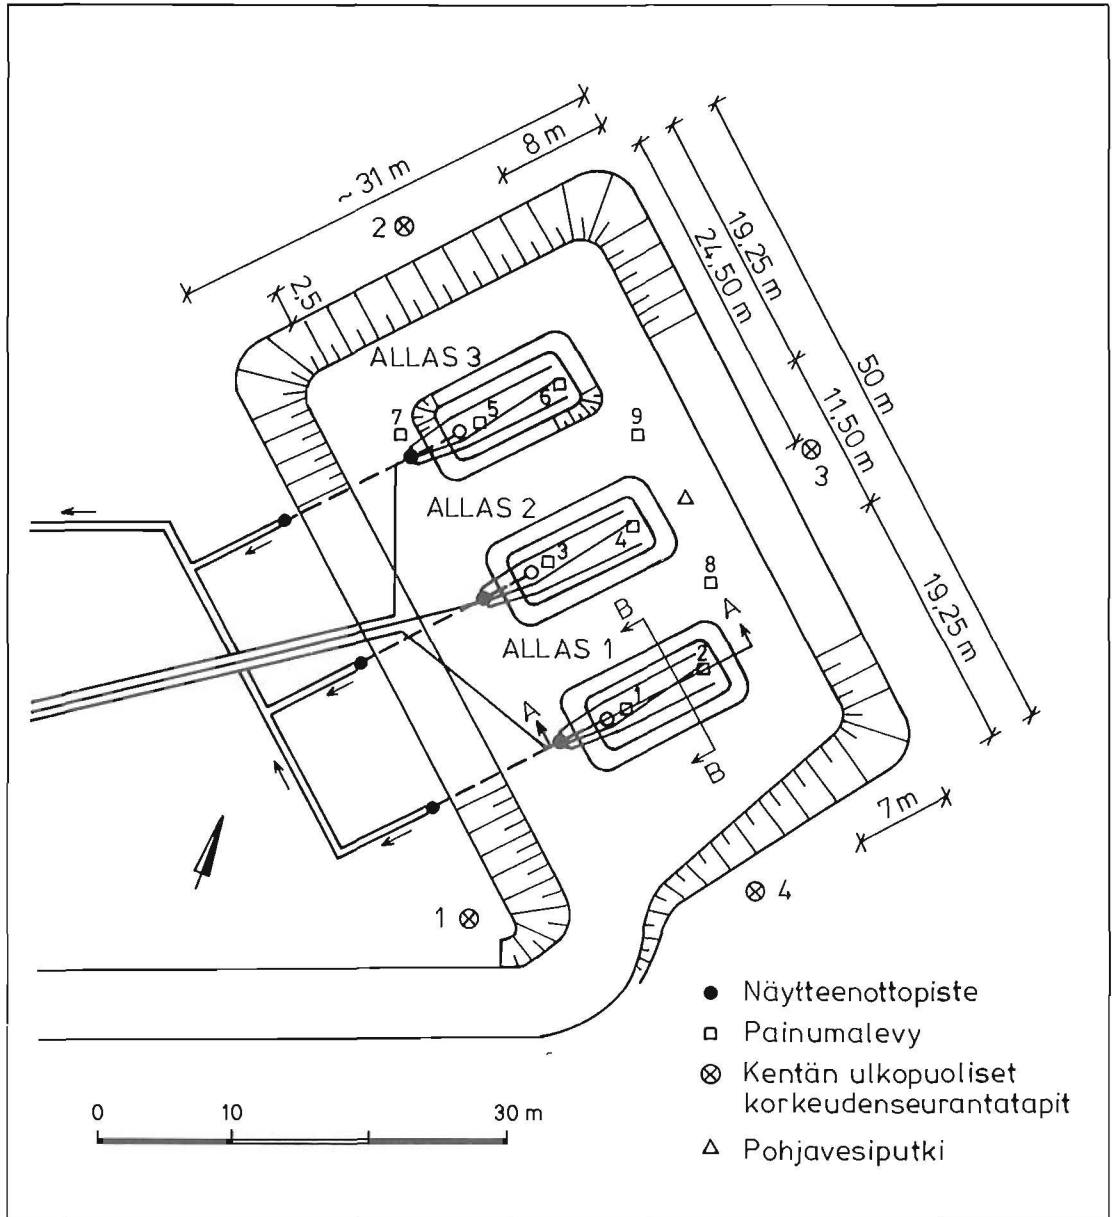 8 m
~ 31 m
2
19,25 m
24,50 m
2,5
50 m
ALLAS 3
6
5
7
9
11,50 m
3
ALLAS 2
4
3
8
B
A
19,25 m
ALLAS 1
2
1
A
B
7 m
1
4
Näytteenottopiste
Painumalevy
Kentän ulkopuoliset
korkeudenseurantatapit
Pohjavesiputki
0 10 30 m